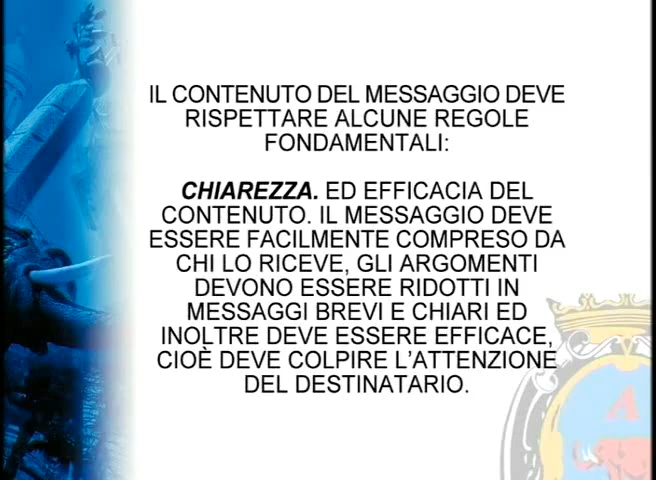 IL CONTENUTO DEL MESSAGGIO DEVE
RISPETTARE ALCUNE REGOLE
FONDAMENTALI:
CHIAREZZA. ED EFFICACIA DEL
CONTENUTO. IL MESSAGGIO DEVE
ESSERE FACILMENTE COMPRESO DA
CHI LO RICEVE, GLI ARGOMENTI
DEVONO ESSERE RIDOTTI IN
MESSAGGI BREVI E CHIARI ED
INOLTRE DEVE ESSERE EFFICACE,
CIOÈ DEVE COLPIRE L'ATTENZIONE
DEL DESTINATARIO.
A